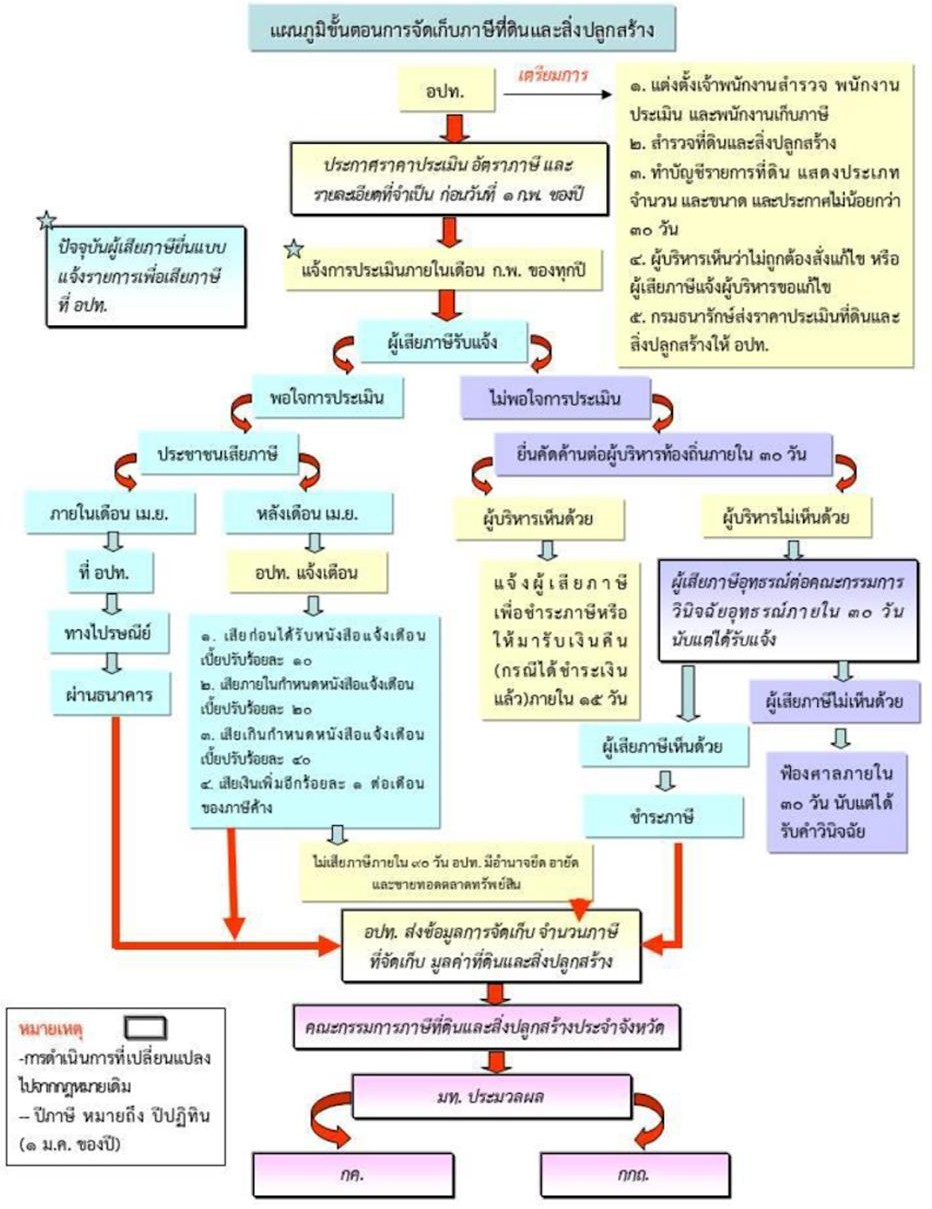 แผนภูมิขั้นตอนการจัดเก็บภาษีที่ดินและสิ่งปลูกสร้าง
อปท.
เตรียมการ
๑. แต่งตั้งเจ้าพนักงานสำรวจ พนักงาน
ประเมิน และพนักงานเก็บภาษี
๒. สำรวจที่ดินและสิ่งปลูกสร้าง
๓. ทำบัญชีรายการที่ดิน แสดงประเภท
จำนวน และขนาด และประกาศไม่น้อยกว่า
๓๐ วัน
๔. ผู้บริหารเห็นว่าไม่ถูกต้องสั่งแก้ไข หรือ
ผู้เสียภาษีแจ้งผู้บริหารขอแก้ไข
๕. กรมธนารักษ์ส่งราคาประเมินที่ดินและ
สิ่งปลูกสร้างให้ อปท.
ประกาศราคาประเมิน อัตราภาษี และ
รายละเอียดที่จำเป็น ก่อนวันที่ ๑ ก.พ. ของปี
ปัจจุบันผู้เสียภาษียื่นแบบ
แจ้งรายการเพื่อเสียภาษี
ที่ อปท.
แจ้งการประเมินภายในเดือน ก.พ. ของทุกปี
ผู้เสียภาษีรับแจ้ง
พอใจการประเมิน
ไม่พอใจการประเมิน
ประชาชนเสียภาษี
ยื่นคัดค้านต่อผู้บริหารท้องถิ่นภายใน ๓๐ วัน
ภายในเดือน เม.ย.
หลังเดือน เม.ย.
ผู้บริหารเห็นด้วย
ผู้บริหารไม่เห็นด้วย
ที่ อปท.
อปท. แจ้งเตือน
ทางไปรษณีย์
ผ่านธนาคาร
๑. เสียก่อนได้รับหนังสือแจ้งเตือน
เบี้ยปรับร้อยละ ๑๐
๒. เสียภายในกำหนดหนังสือแจ้งเตือน
เบี้ยปรับร้อยละ ๒๐
๓. เสียเกินกำหนดหนังสือแจ้งเตือน
เบี้ยปรับร้อยละ ๔๐
๔. เสียเงินเพิ่มอีกร้อยละ ๑ ต่อเดือน
ของภาษีค้าง
แจ้งผู้เสียภาษี
เพื่อชำระภาษีหรือ
ให้มารับเงินคืน
(กรณีได้ชำระเงิน
แล้ว)ภายใน ๑๕ วัน
ผู้เสียภาษีอุทธรณ์ต่อคณะกรรมการ
วินิจฉัยอุทธรณ์ภายใน ๓๐ วัน
นับแต่ได้รับแจ้ง
ผู้เสียภาษีไม่เห็นด้วย
ผู้เสียภาษีเห็นด้วย
ฟ้องศาลภายใน
๓๐ วัน นับแต่ได้
รับคำวินิจฉัย
ชำระภาษี
ไม่เสียภาษีภายใน ๙๐ วัน อปท. มีอำนาจยึด อายัด
และขายทอดตลาดทรัพย์สิน
อปท. ส่งข้อมูลการจัดเก็บ จำนวนภาษี
ที่จัดเก็บ มูลค่าที่ดินและสิ่งปลูกสร้าง
คณะกรรมการภาษีที่ดินและสิ่งปลูกสร้างประจำจังหวัด
มท. ประมวลผล
กค.
กกถ.
หมายเหตุ
-การดำเนินการที่เปลี่ยนแปลง
ไปจากกฎหมายเดิม
– ปีภาษี หมายถึง ปีปฏิทิน
(๑ ม.ค. ของปี)